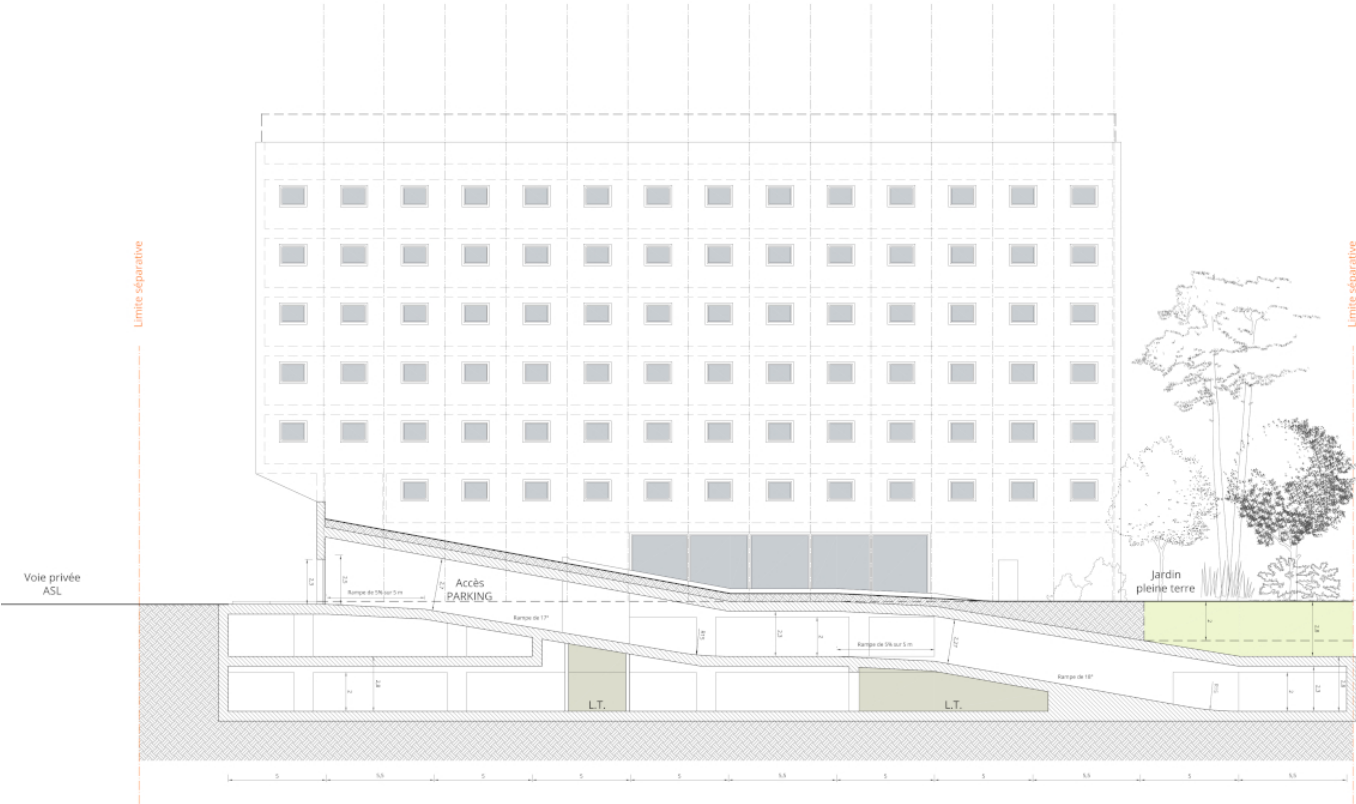 Limite séparative
Limite séparative
Voie privée
ASL
Accès
PARKING
Jardin
pleine terre
Rampe de 5% sur 5 m
Rampe de 17°
Rampe de 5% sur 5 m
Rampe de 18°
L.T.
L.T.
5
5,5
5
5
5
5,5
5
5
5,5
5
5,5